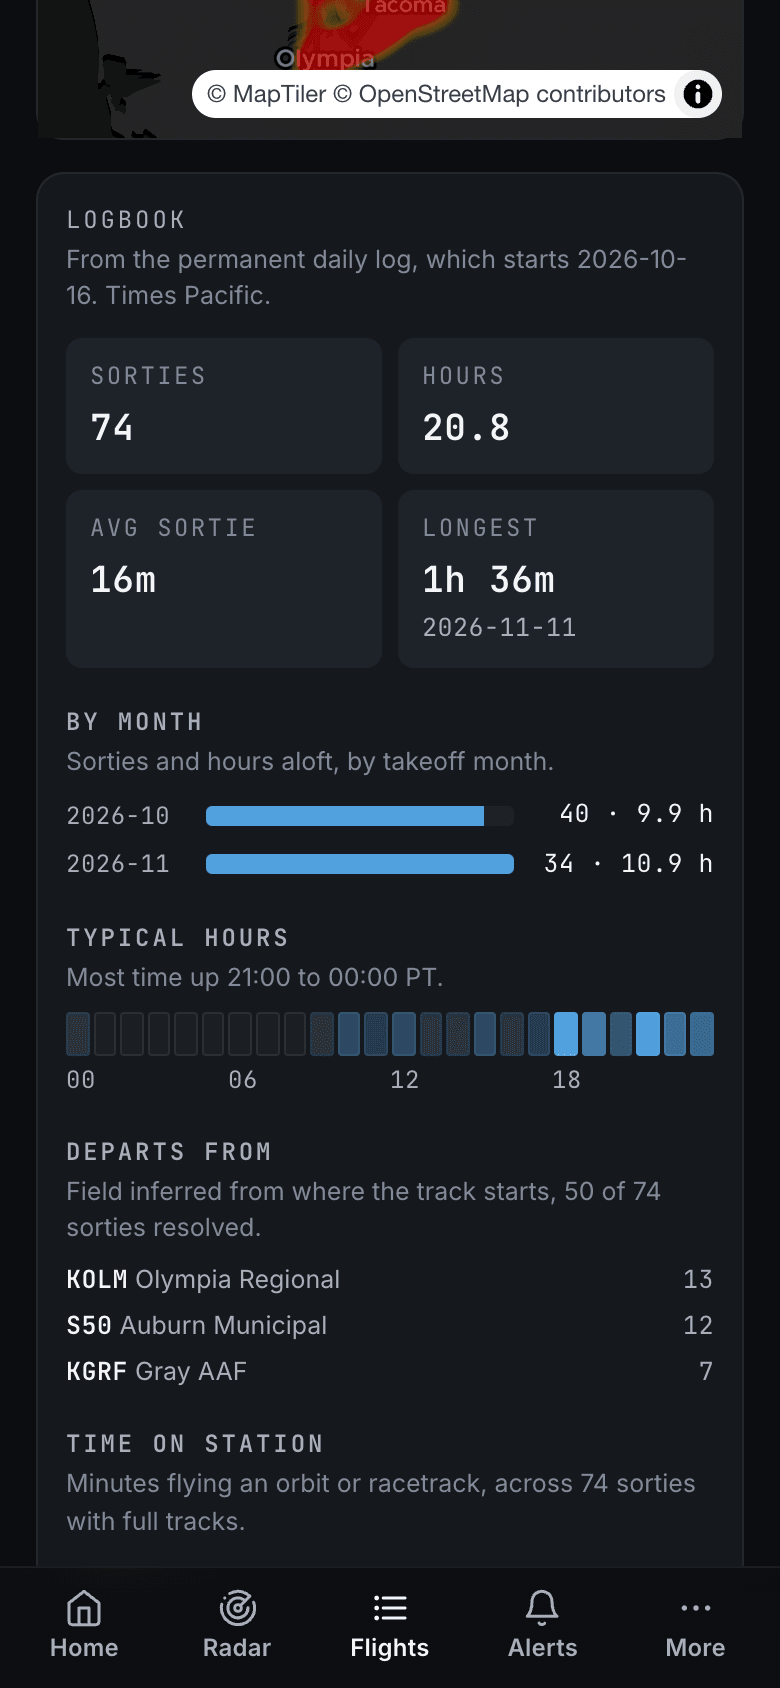 Tacoma
Olympia
© MapTiler © OpenStreetMap contributors
LOGBOOK
From the permanent daily log, which starts 2026-10-
16. Times Pacific.
SORTIES
74
HOURS
20.8
AVG SORTIE
16m
LONGEST
1h 36m
2026-11-11
BY MONTH
Sorties and hours aloft, by takeoff month.
2026-10 40 · 9.9 h
2026-11 34 · 10.9 h
TYPICAL HOURS
Most time up 21:00 to 00:00 PT.
00 06 12 18
DEPARTS FROM
Field inferred from where the track starts, 50 of 74
sorties resolved.
KOLM Olympia Regional 13
S50 Auburn Municipal 12
KGRF Gray AAF 7
TIME ON STATION
Minutes flying an orbit or racetrack, across 74 sorties
with full tracks.
Home Radar Flights Alerts More